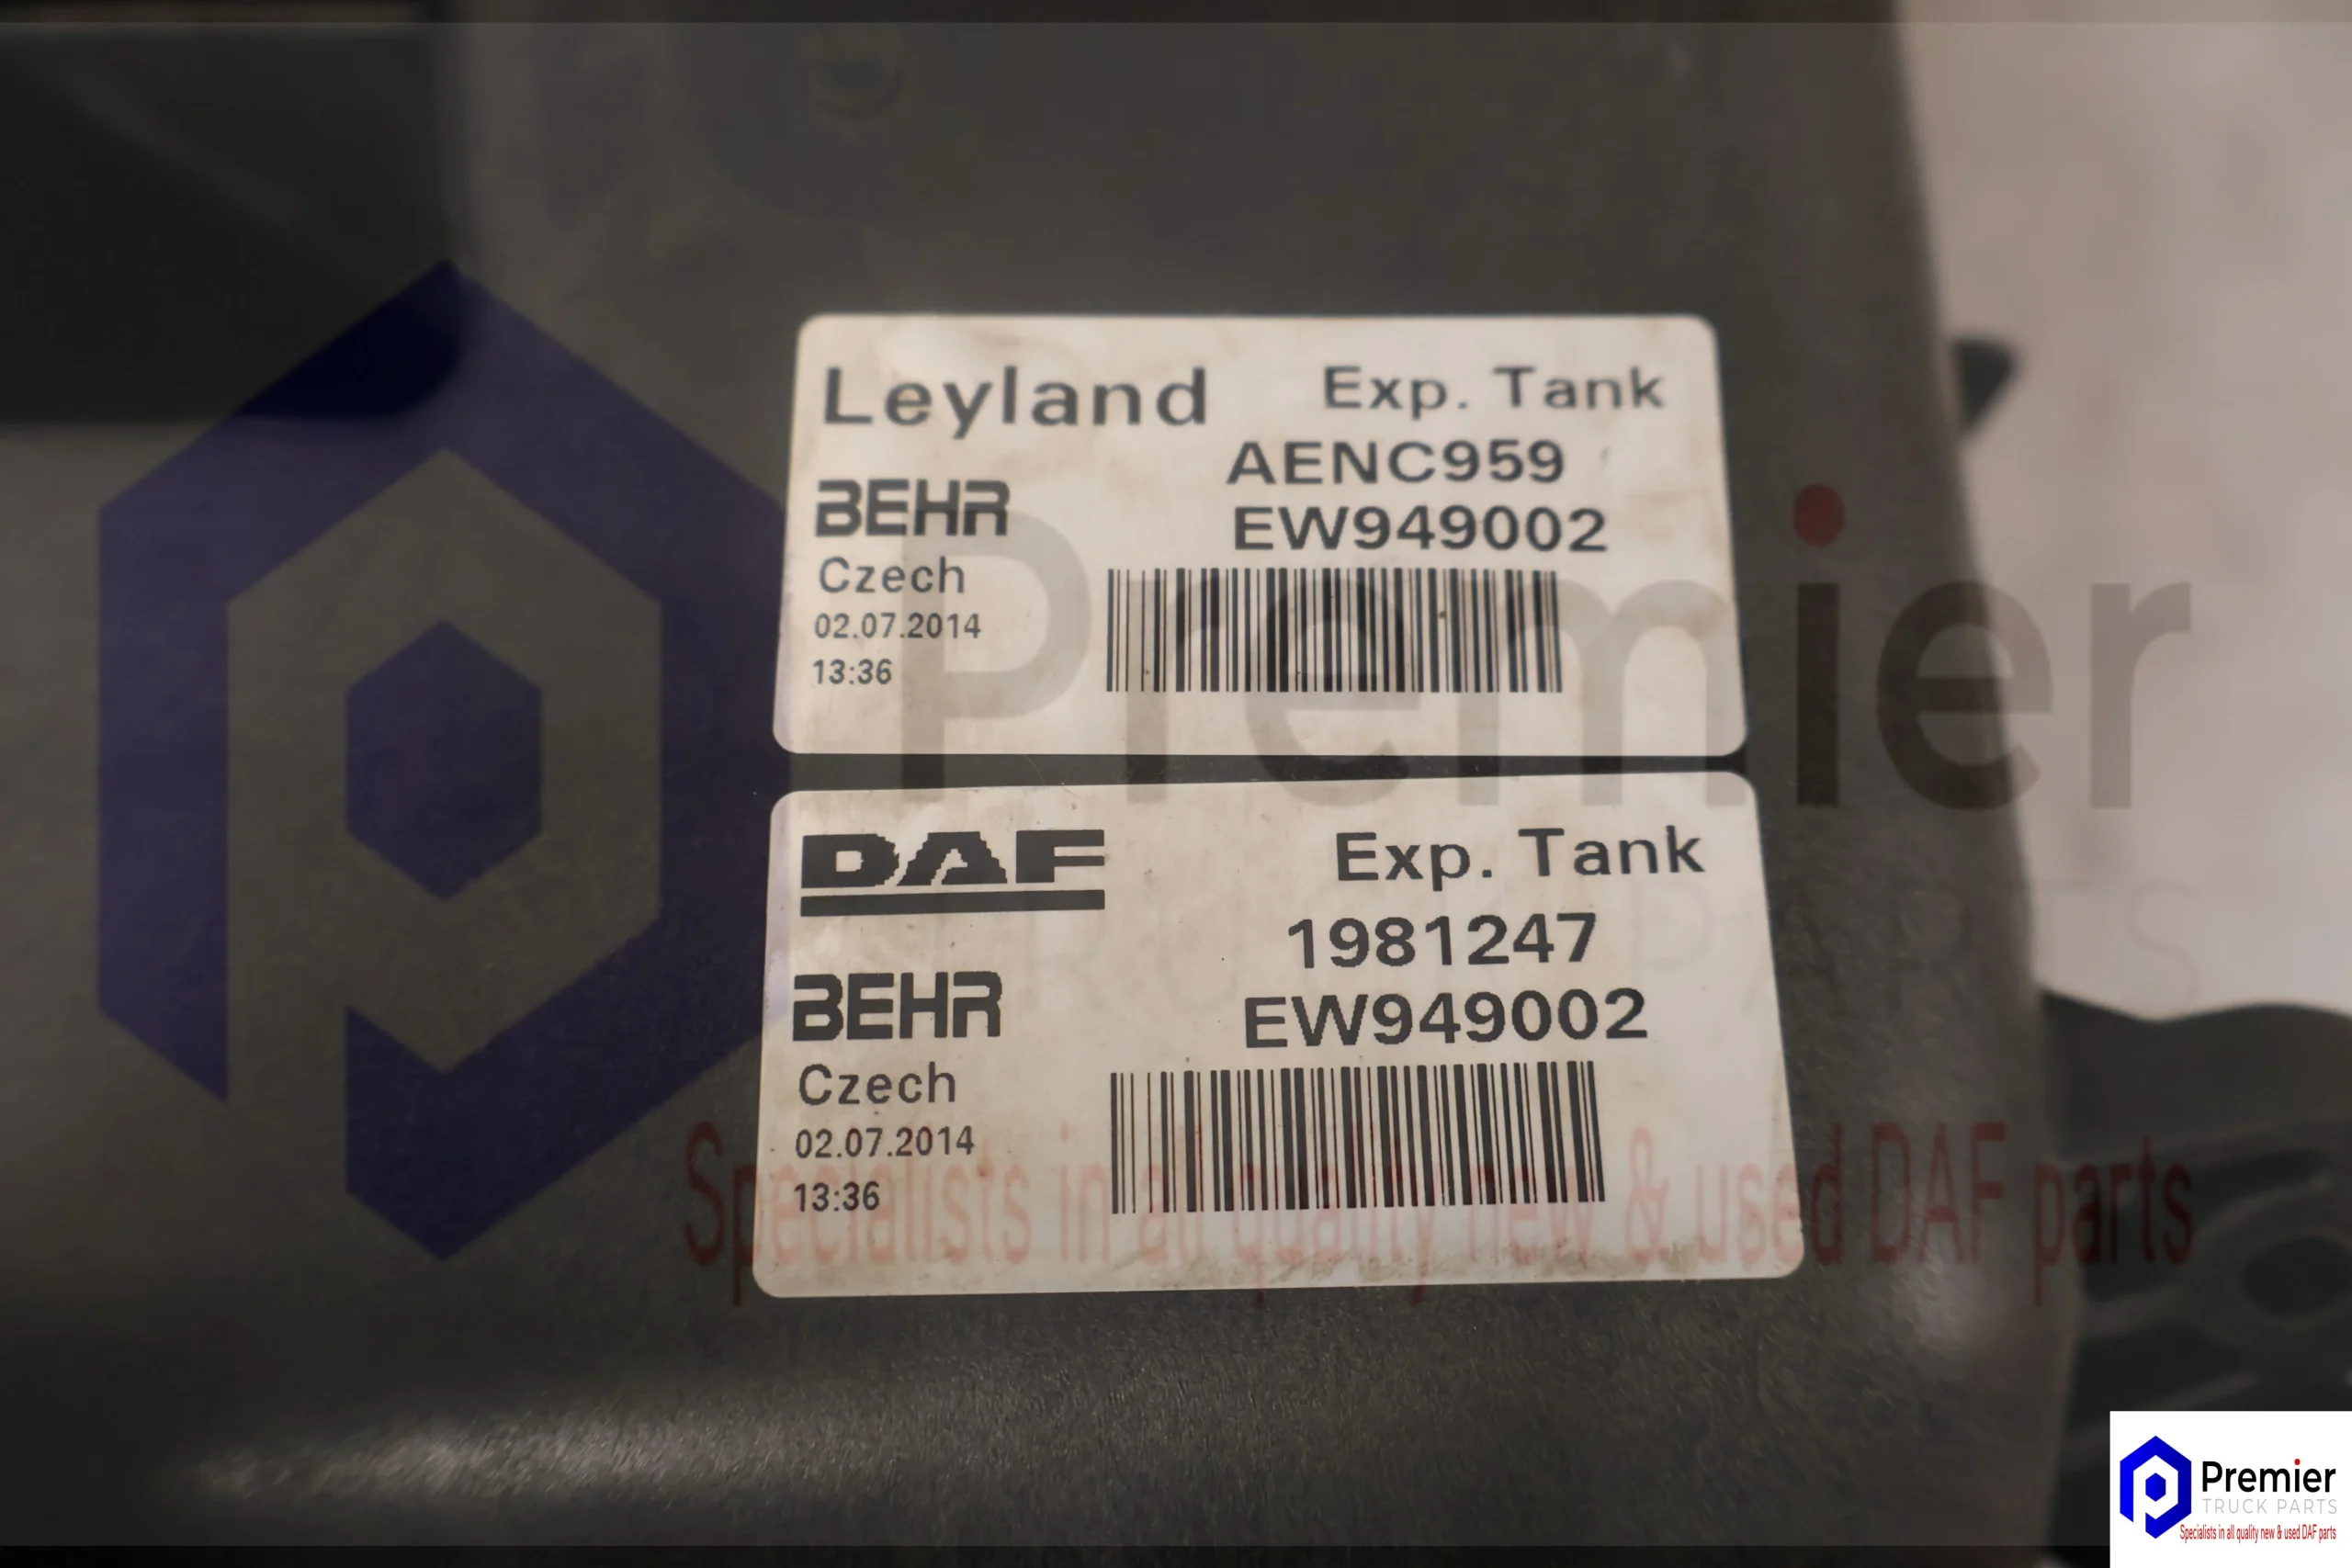 Leyland Exp. Tank
AENC959
BEHR EW949002
Czech
02.07.2014
13:36
Premier
TRUCK PARTS
DAF Exp. Tank
1981247
BEHR EW949002
Czech
02.07.2014
13:36
Specialists in all quality new & used DAF parts
Premier
TRUCK PARTS
Specialists in all quality new & used DAF parts